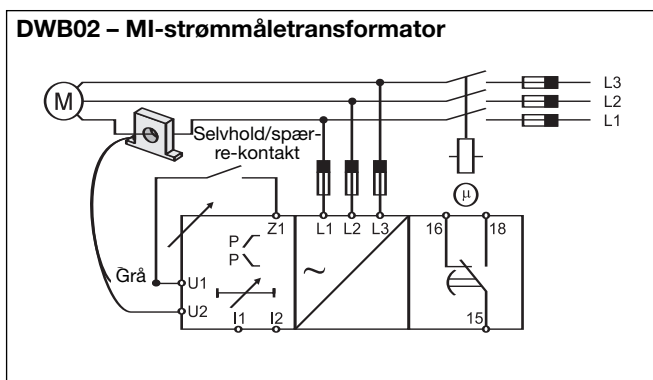 DWB02 – MI-strømmåletransformator
L3
M
L2
L1
Selvhold/spær-
re-kontakt
μ
Z1 L1 L2 L3 16 18
P
P
Grå
U1
U2
~
I1 I2
15